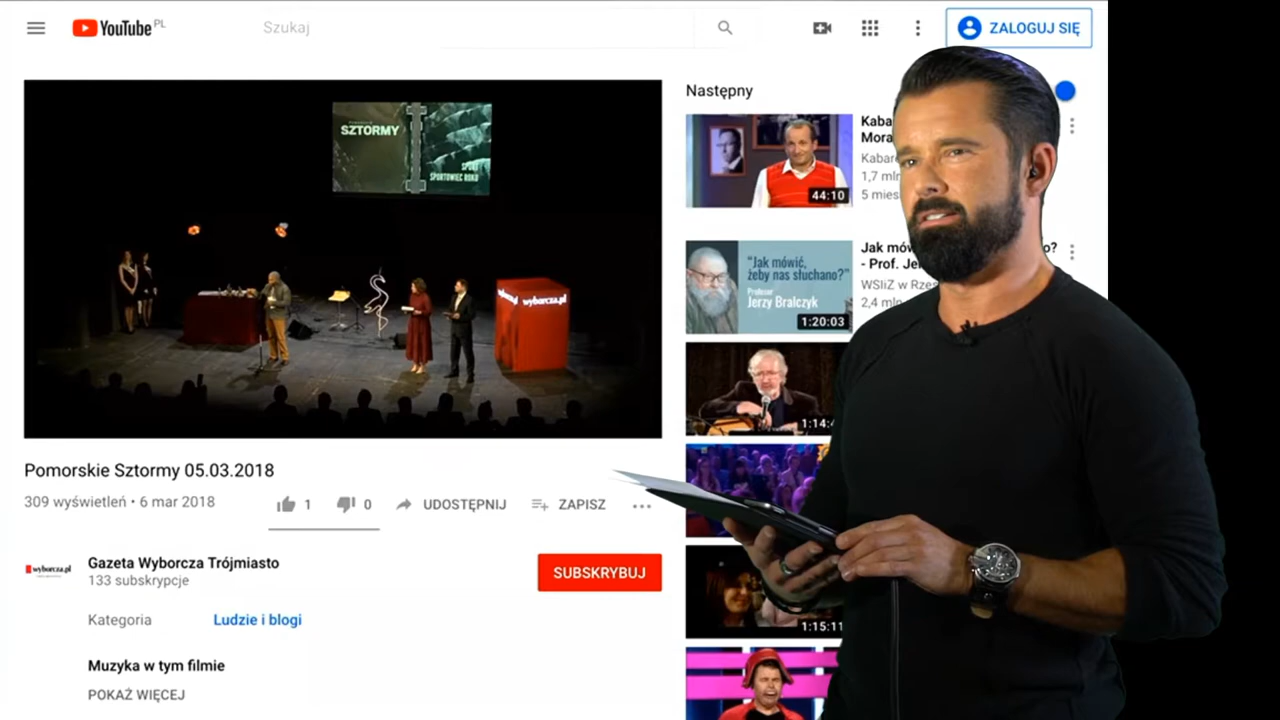 YouTube PL
Szukaj
ZALOGUJ SIĘ
SZTORMY
SPORTOWIEC ROKU
wyborcza.pl
Pomorskie Sztormy 05.03.2018
309 wyświetleń • 6 mar 2018
1
0
UDOSTĘPNIJ
ZAPISZ
wyborcza.pl
Gazeta Wyborcza Trójmiasto
133 subskrypcje
SUBSKRYBUJ
Kategoria
Ludzie i blogi
Muzyka w tym filmie
POKAŻ WIĘCEJ
Następny
44:10
Kaba
Mora
Kabar
1,7 mln
5 mies
"Jak mówić,
żeby nas słuchano?"
Profesor
Jerzy Bralczyk
1:20:03
Jak mów o?
- Prof. Je
WSIiZ w Rzes
2,4 mln
1:14:4
1:15:11